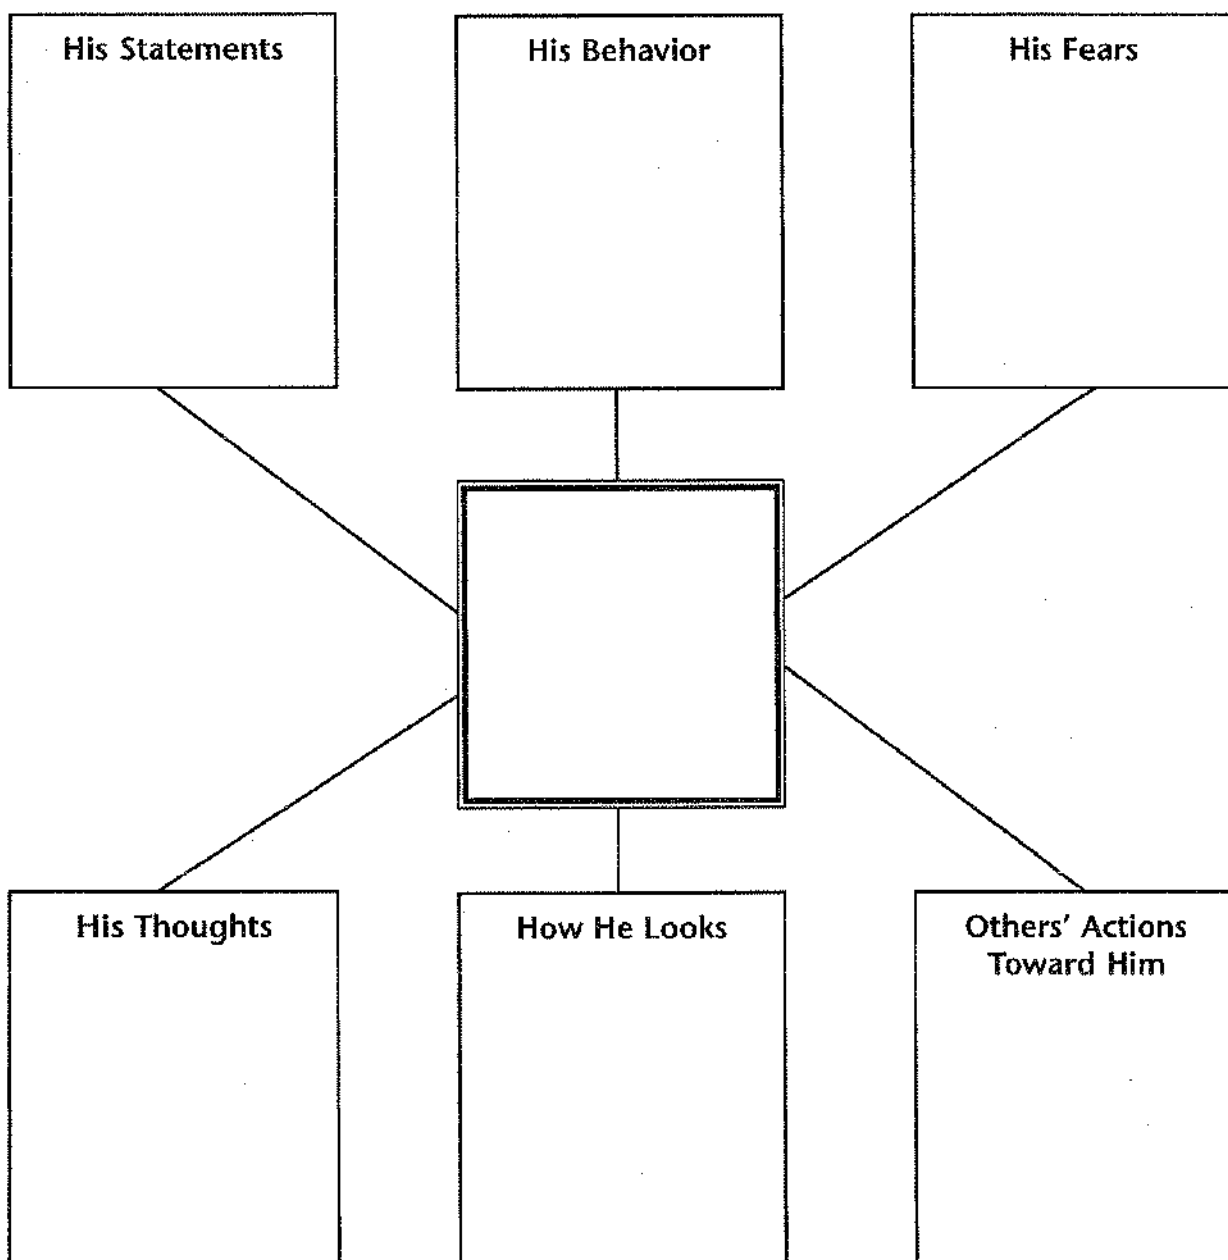 His Statements
His Behavior
His Fears
His Thoughts
How He Looks
Others' Actions
Toward Him